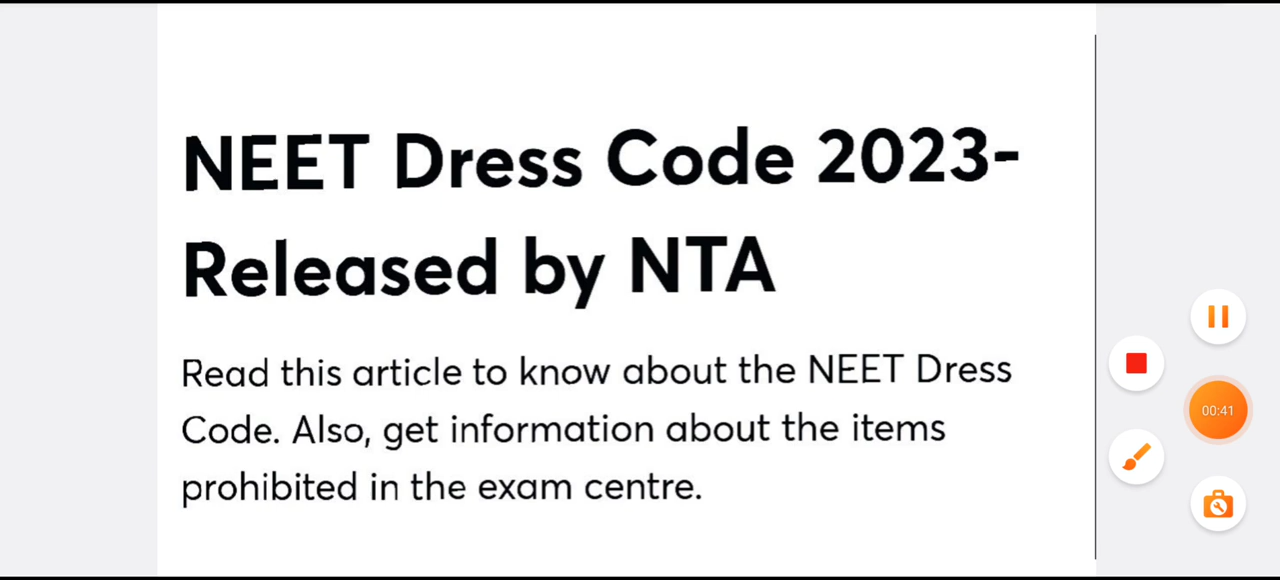 NEET Dress Code 2023-
Released by NTA
Read this article to know about the NEET Dress
Code. Also, get information about the items
prohibited in the exam centre.
00:41